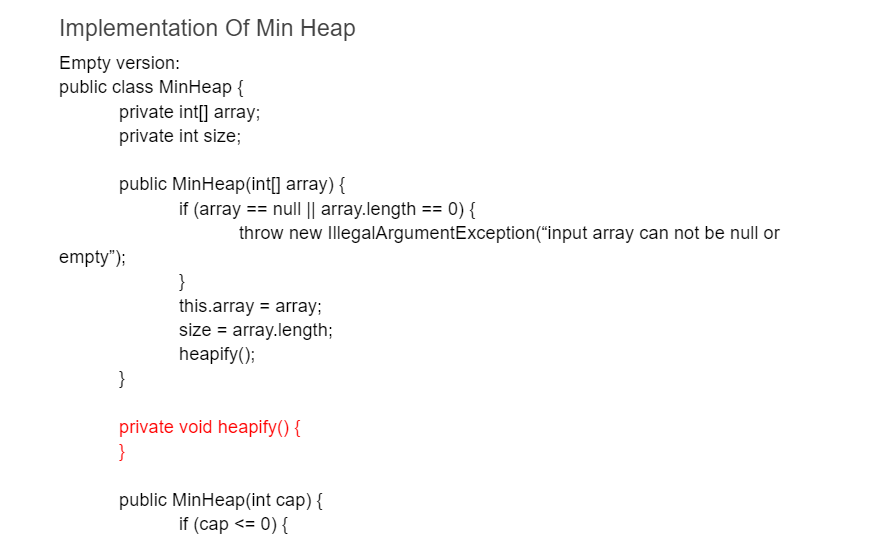 Implementation Of Min Heap
Empty version:
public class MinHeap {
private int[] array;
private int size;
public MinHeap(int[] array) {
if (array == null || array.length == 0) {
throw new IllegalArgumentException(“input array can not be null or
empty”);
}
this.array = array;
size = array.length;
heapify();
}
private void heapify() {
}
public MinHeap(int cap) {
if (cap <= 0) {